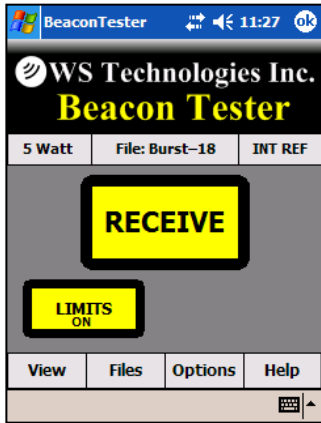 BeaconTester 11:27 ok
WS Technologies Inc.
Beacon Tester
5 Watt File: Burst–18 INT REF
RECEIVE
LIMITS
ON
View Files Options Help